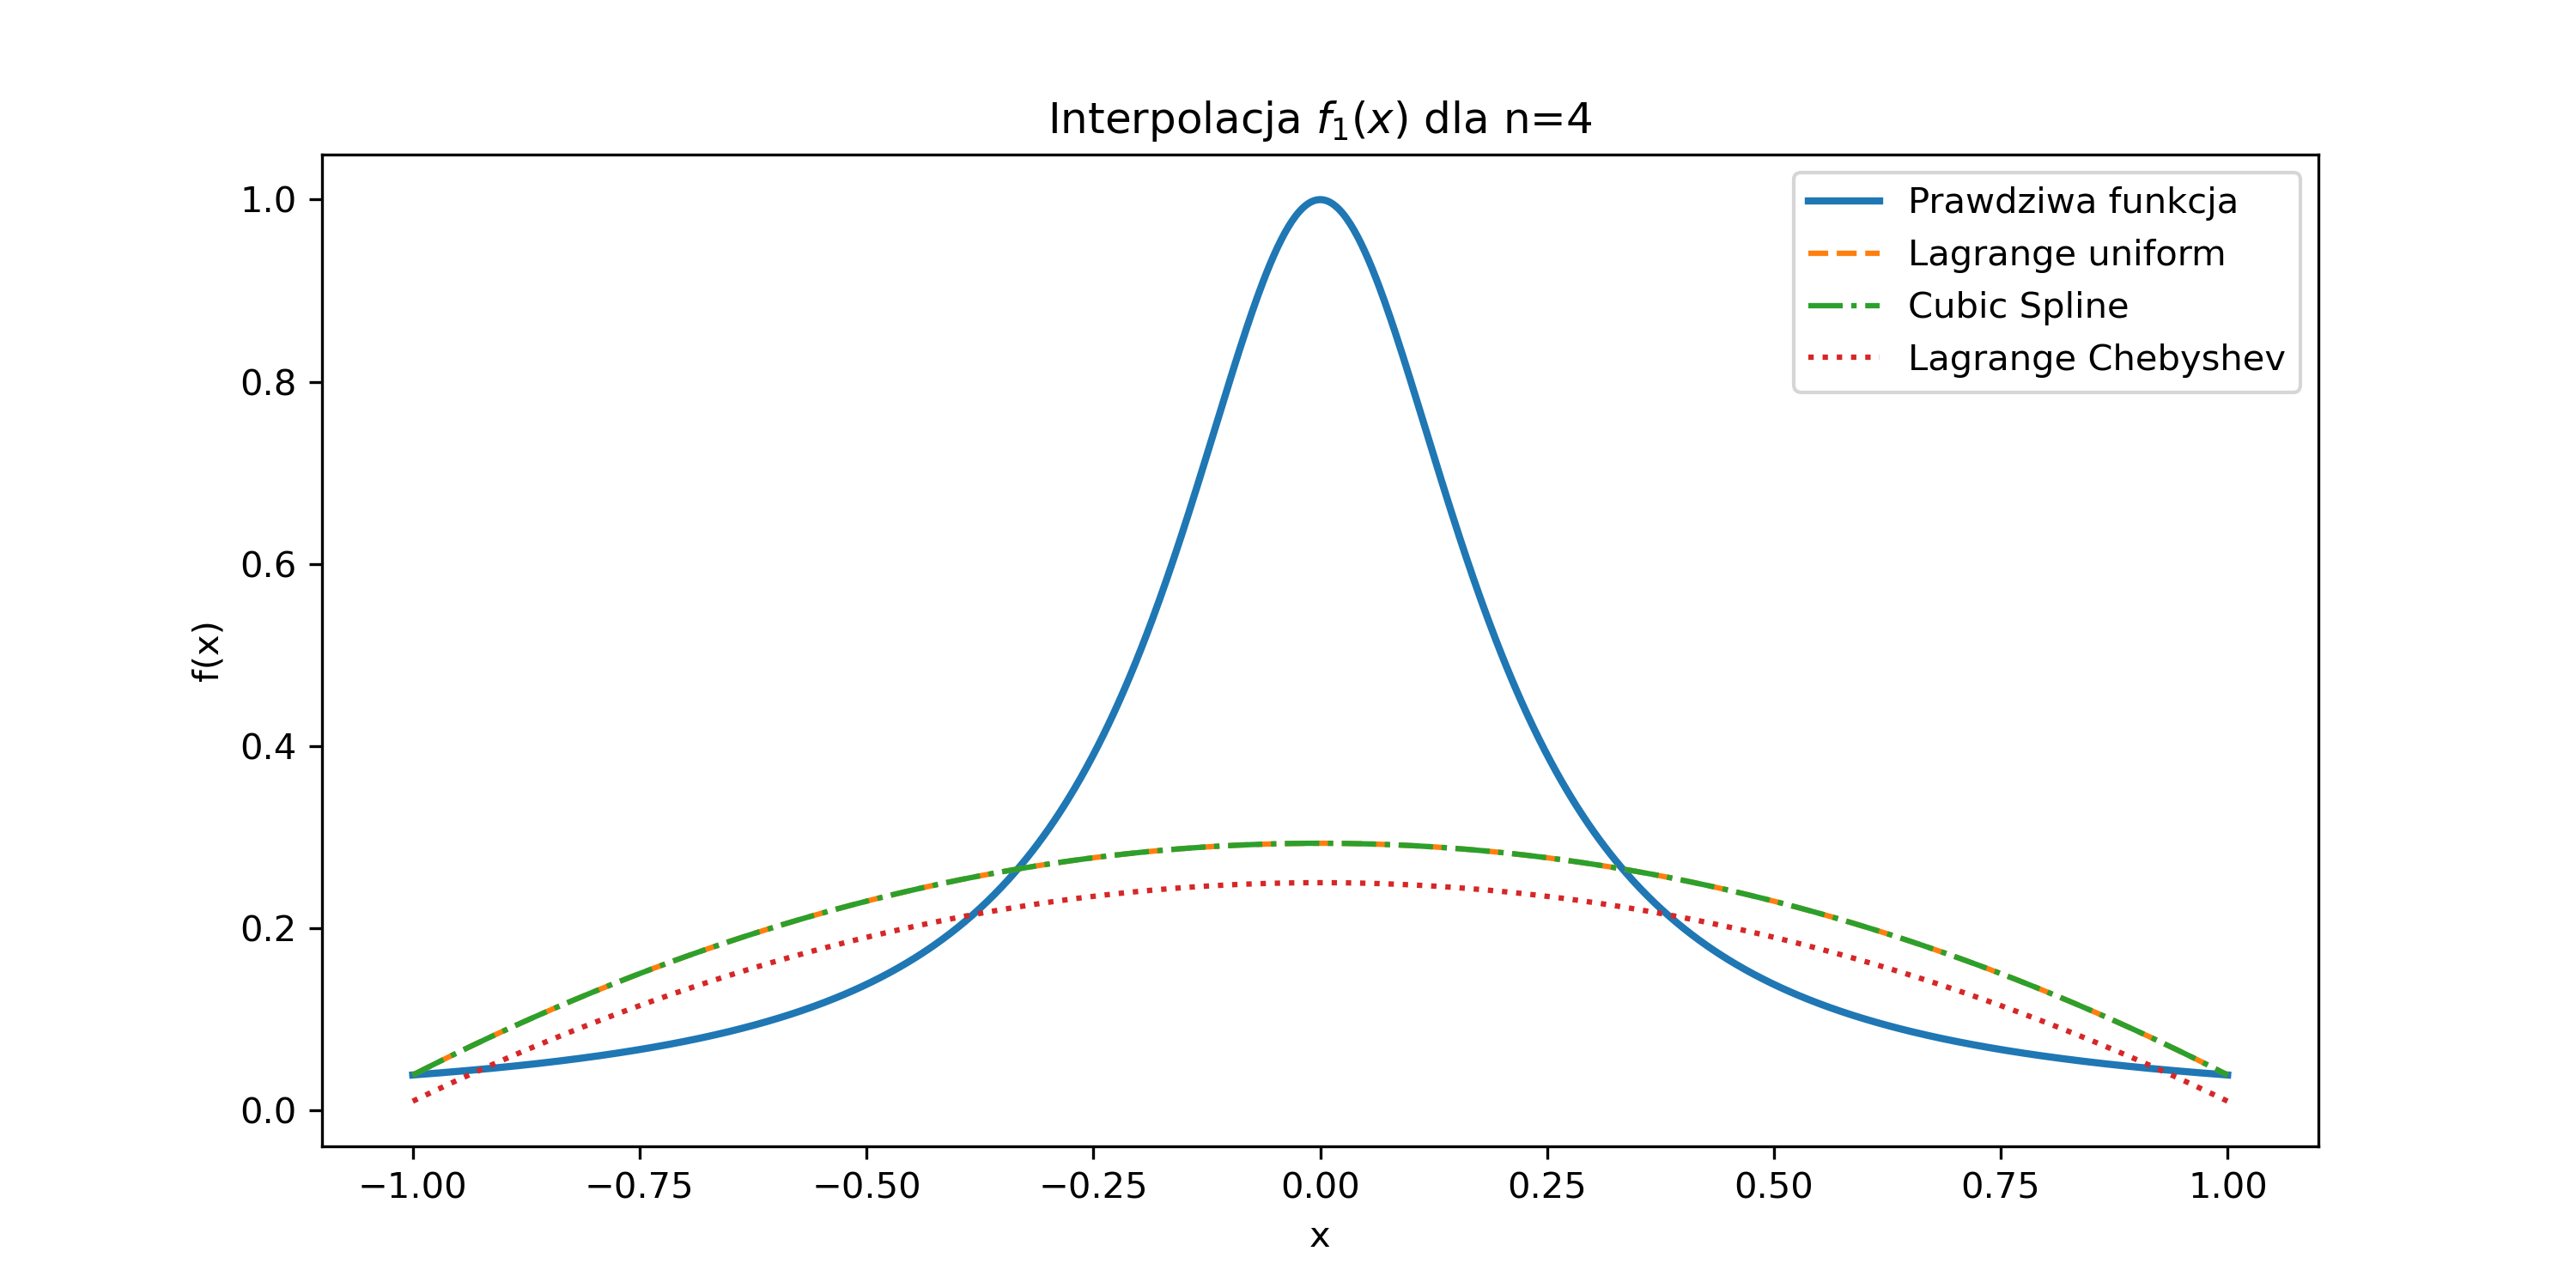 Interpolacja f₁(x) dla n=4
Prawdziwa funkcja
Lagrange uniform
Cubic Spline
Lagrange Chebyshev
f(x)
1.0
0.8
0.6
0.4
0.2
0.0
−1.00 −0.75 −0.50 −0.25 0.00 0.25 0.50 0.75 1.00
x